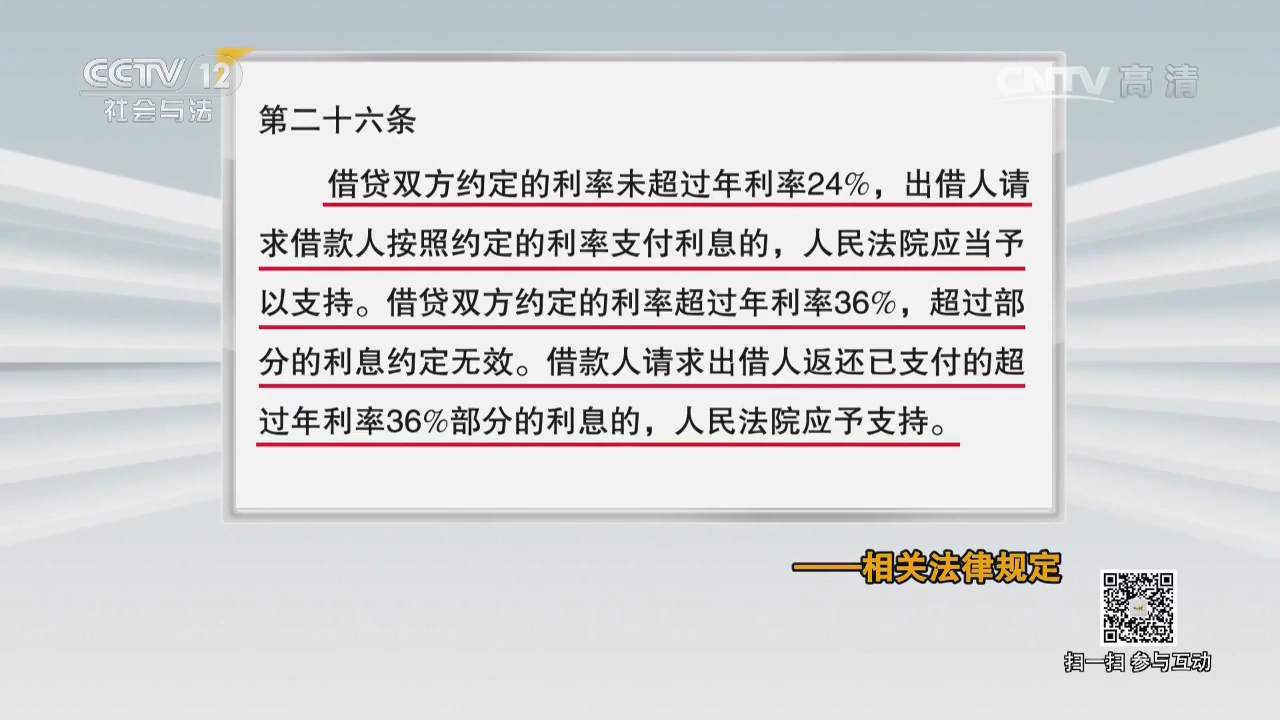 CCTV 12
社会与法
CNTV 高清
第二十六条
借贷双方约定的利率未超过年利率24%，出借人请
求借款人按照约定的利率支付利息的，人民法院应当予
以支持。借贷双方约定的利率超过年利率36%，超过部
分的利息约定无效。借款人请求出借人返还已支付的超
过年利率36%部分的利息的，人民法院应予支持。
——相关法律规定
扫一扫 参与互动